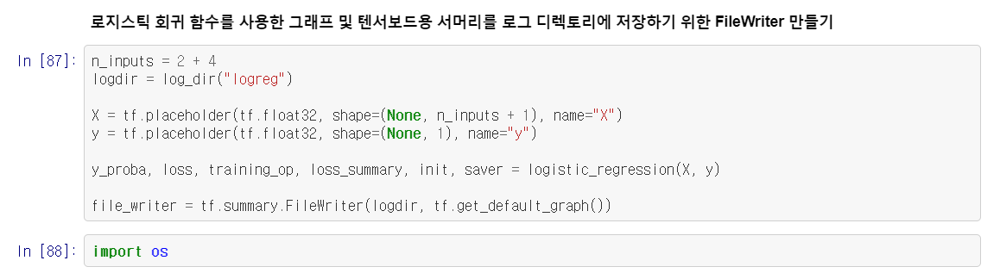 로지스틱 회귀 함수를 사용한 그래프 및 텐서보드용 서머리를 로그 디렉토리에 저장하기 위한 FileWriter 만들기
In [87]:
n_inputs = 2 + 4
logdir = log_dir("logreg")
X = tf.placeholder(tf.float32, shape=(None, n_inputs + 1), name="X")
y = tf.placeholder(tf.float32, shape=(None, 1), name="y")
y_proba, loss, training_op, loss_summary, init, saver = logistic_regression(X, y)
file_writer = tf.summary.FileWriter(logdir, tf.get_default_graph())
In [88]:
import os